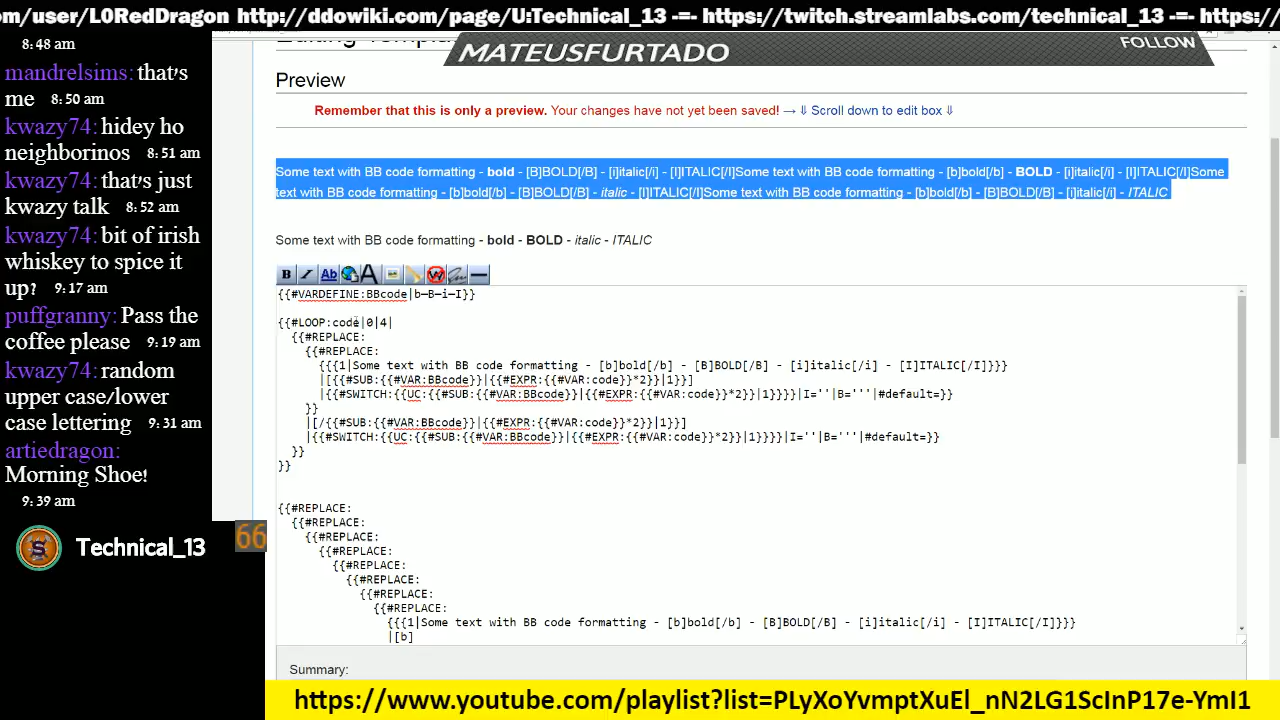 om/user/L0RedDragon http://ddowiki.com/page/U:Technical_13 -=- https://twitch.streamlabs.com/technical_13 -=- https:/
8:48 am
mandrelsims: that's
me 8:50 am
kwazy74: hidey ho
neighborinos 8:51 am
kwazy74: that's just
kwazy talk 8:52 am
kwazy74: bit of irish
whiskey to spice it
up? 9:17 am
puffgranny: Pass the
coffee please 9:19 am
kwazy74: random
upper case/lower
case lettering 9:31 am
artiedragon:
Morning Shoe!
9:39 am
Technical_13
66
MATEUSFURTADO
FOLLOW
Preview
Remember that this is only a preview. Your changes have not yet been saved! → ⇓ Scroll down to edit box ⇓
Some text with BB code formatting - bold - [B]BOLD[/B] - [i]italic[/i] - [I]ITALIC[/I]Some text with BB code formatting - [b]bold[/b] - BOLD - [i]italic[/i] - [I]ITALIC[/I]Some
text with BB code formatting - [b]bold[/b] - [B]BOLD[/B] - italic - [I]ITALIC[/I]Some text with BB code formatting - [b]bold[/b] - [B]BOLD[/B] - [i]italic[/i] - ITALIC
Some text with BB code formatting - bold - BOLD - italic - ITALIC
{{#VARDEFINE:BBcode|b—B—i—I}}
{{#LOOP:code|0|4|
{{#REPLACE:
{{#REPLACE:
{{{1|Some text with BB code formatting - [b]bold[/b] - [B]BOLD[/B] - [i]italic[/i] - [I]ITALIC[/I]}}}
|[{{#SUB:{{#VAR:BBcode}}|{{#EXPR:{{#VAR:code}}*2}}|1}}]
|{{#SWITCH:{{UC:{{#SUB:{{#VAR:BBcode}}|{{#EXPR:{{#VAR:code}}*2}}|1}}}}|I=''|B='''|#default=}}
}}
|[/{{#SUB:{{#VAR:BBcode}}|{{#EXPR:{{#VAR:code}}*2}}|1}}]
|{{#SWITCH:{{UC:{{#SUB:{{#VAR:BBcode}}|{{#EXPR:{{#VAR:code}}*2}}|1}}}}|I=''|B='''|#default=}}
}}
}}
{{#REPLACE:
{{#REPLACE:
{{#REPLACE:
{{#REPLACE:
{{#REPLACE:
{{#REPLACE:
{{#REPLACE:
{{#REPLACE:
{{{1|Some text with BB code formatting - [b]bold[/b] - [B]BOLD[/B] - [i]italic[/i] - [I]ITALIC[/I]}}}
|[b]
Summary:
https://www.youtube.com/playlist?list=PLyXoYvmptXuEl_nN2LG1ScInP17e-YmI1